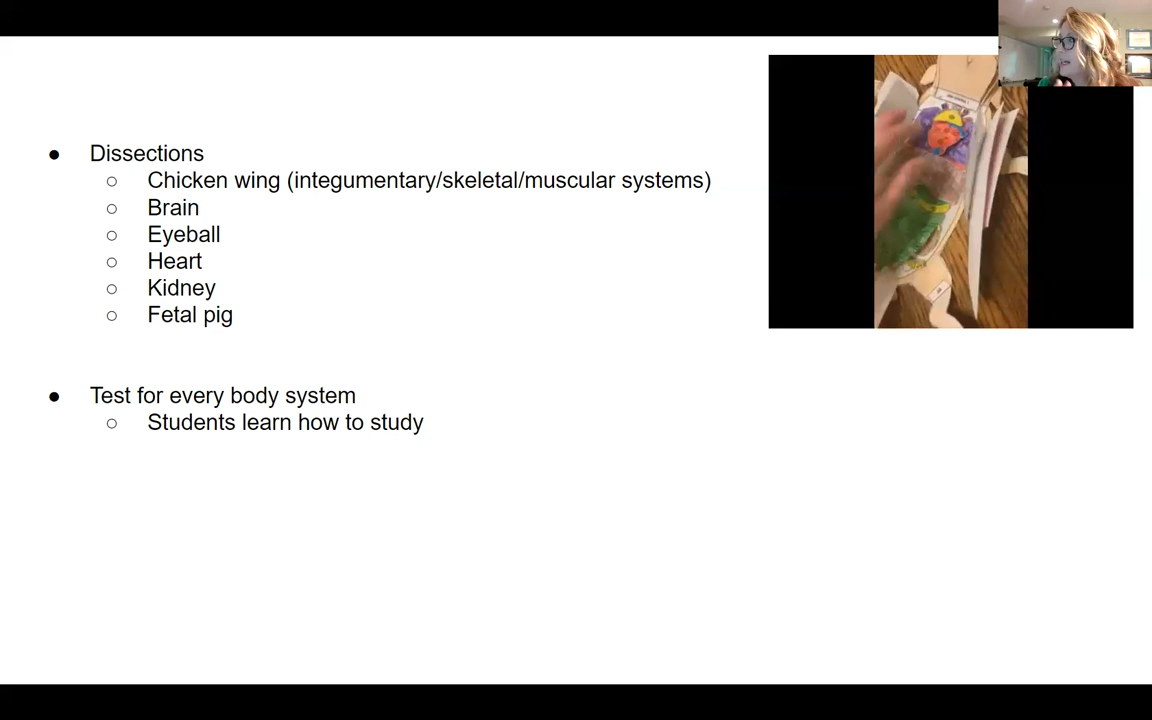 ● Dissections
○ Chicken wing (integumentary/skeletal/muscular systems)
○ Brain
○ Eyeball
○ Heart
○ Kidney
○ Fetal pig
● Test for every body system
○ Students learn how to study